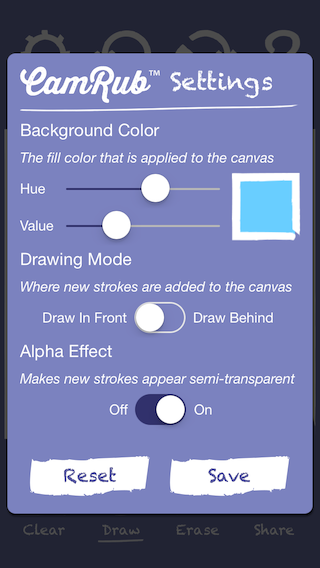 CamRub™ Settings
Background Color
The fill color that is applied to the canvas
Hue
Value
Drawing Mode
Where new strokes are added to the canvas
Draw In Front Draw Behind
Alpha Effect
Makes new strokes appear semi-transparent
Off On
Reset Save
Clear Draw Erase Share